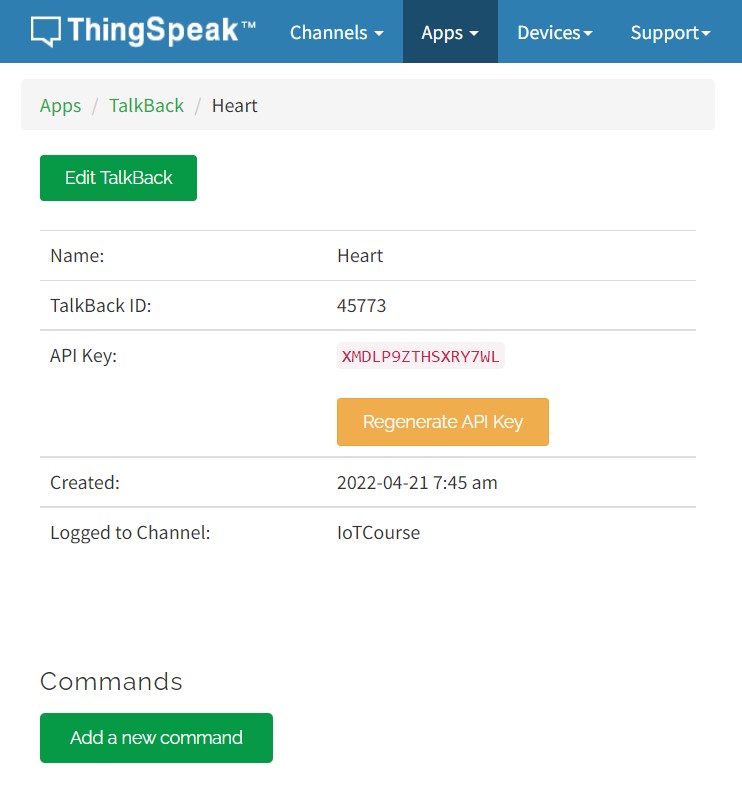 ThingSpeak™ Channels Apps Devices Support
Apps / TalkBack / Heart
Edit TalkBack
Name: Heart
TalkBack ID: 45773
API Key: XMDLP9ZTHSXRY7WL
Regenerate API Key
Created: 2022-04-21 7:45 am
Logged to Channel: IoTCourse
Commands
Add a new command